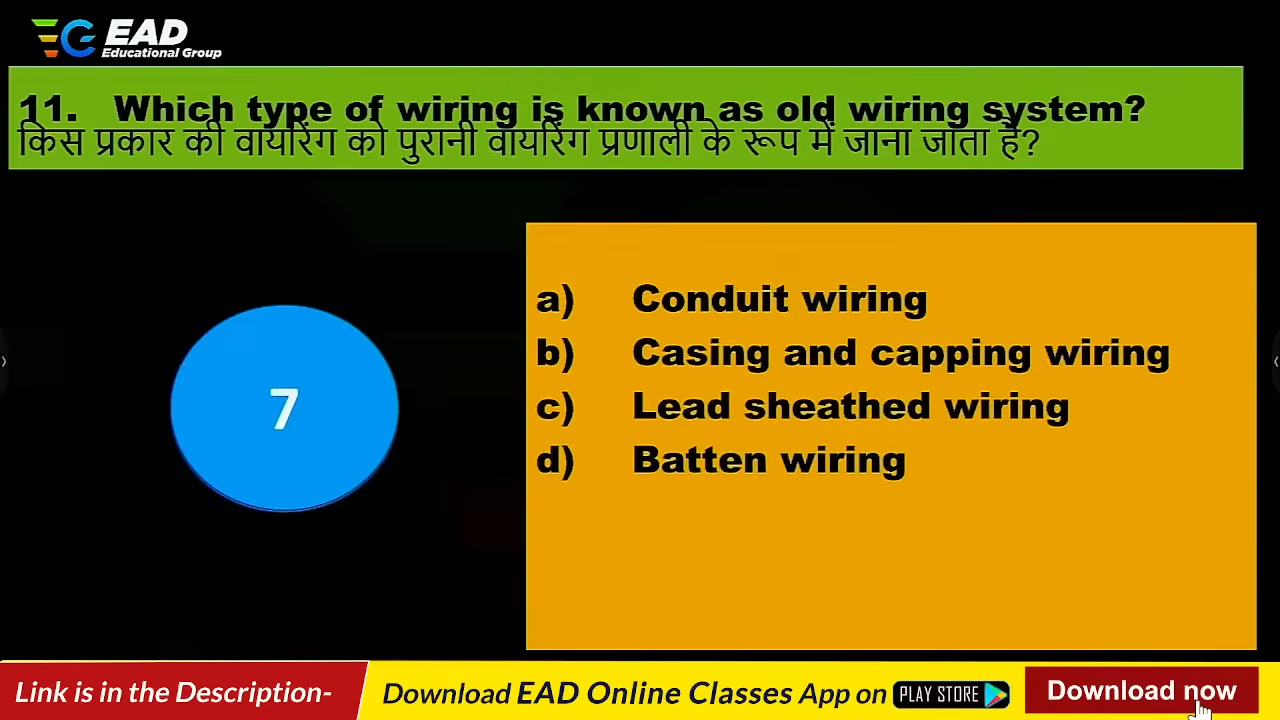 EAD
Educational Group
11. Which type of wiring is known as old wiring system?
किस प्रकार की वायरिंग को पुरानी वायरिंग प्रणाली के रूप में जाना जाता है?
7
a) Conduit wiring
b) Casing and capping wiring
c) Lead sheathed wiring
d) Batten wiring
Link is in the Description-
Download EAD Online Classes App on PLAY STORE
Download now